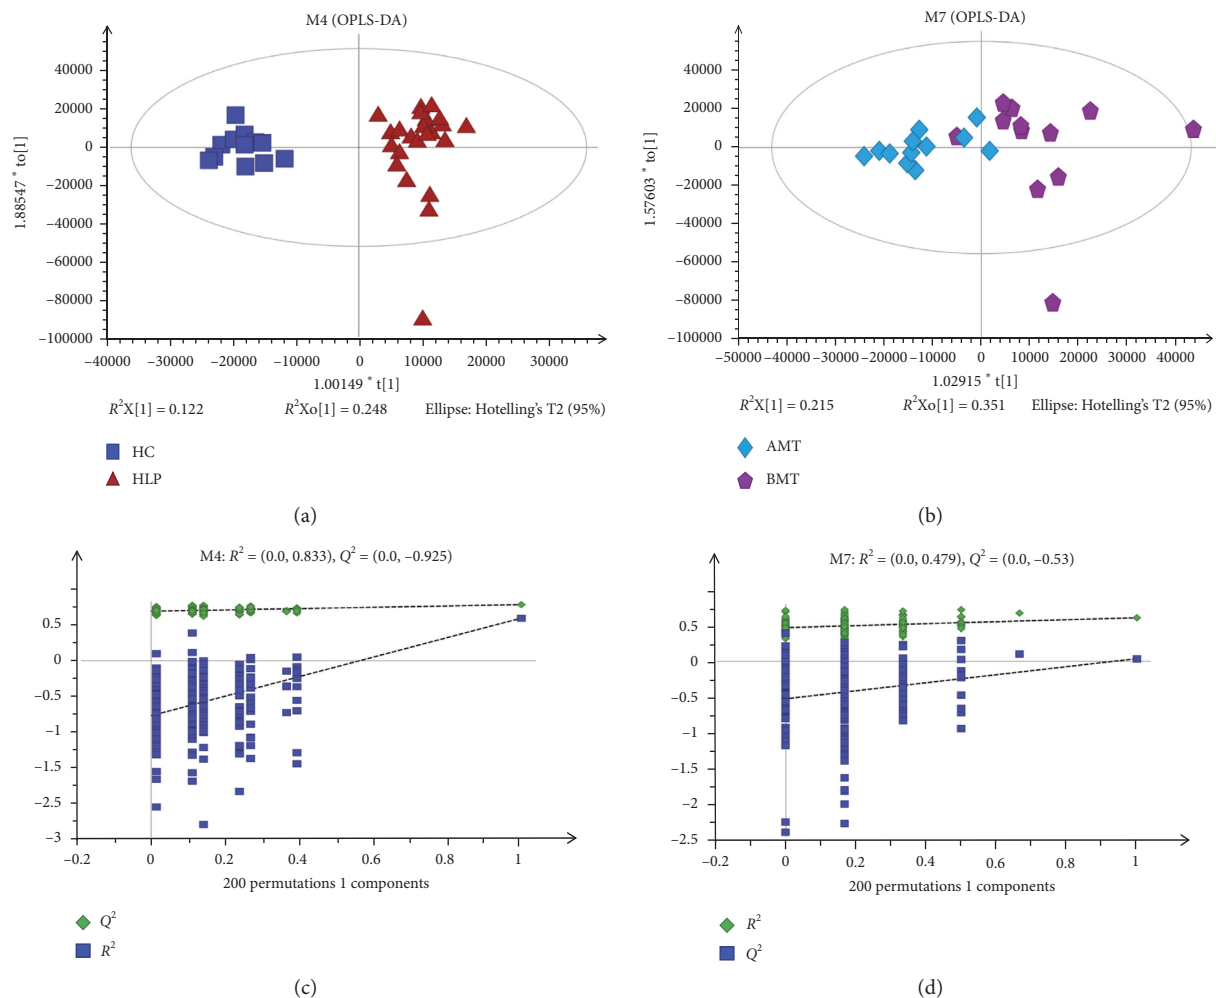 M4 (OPLS-DA)
40000
20000
0
−20000
−40000
−60000
−80000
−100000
1.88547 * to[1]
−40000 −30000 −20000 −10000 0 10000 20000 30000
1.00149 * t[1]
R²X[1] = 0.122 R²Xo[1] = 0.248 Ellipse: Hotelling's T2 (95%)
HC
HLP
(a)
M7 (OPLS-DA)
40000
20000
0
−20000
−40000
−60000
−80000
−100000
1.57603 * to[1]
−50000 −40000 −30000 −20000 −10000 0 10000 20000 30000 40000
1.02915 * t[1]
R²X[1] = 0.215 R²Xo[1] = 0.351 Ellipse: Hotelling's T2 (95%)
AMT
BMT
(b)
M4: R² = (0.0, 0.833), Q² = (0.0, −0.925)
0.5
0
−0.5
−1
−1.5
−2.5
−3
−0.2 0 0.2 0.4 0.6 0.8 1
200 permutations 1 components
Q²
R²
(c)
M7: R² = (0.0, 0.479), Q² = (0.0, −0.53)
0.5
0
−0.5
−1
−1.5
−2
−2.5
−0.2 0 0.2 0.4 0.6 0.8 1
200 permutations 1 components
R²
Q²
(d)